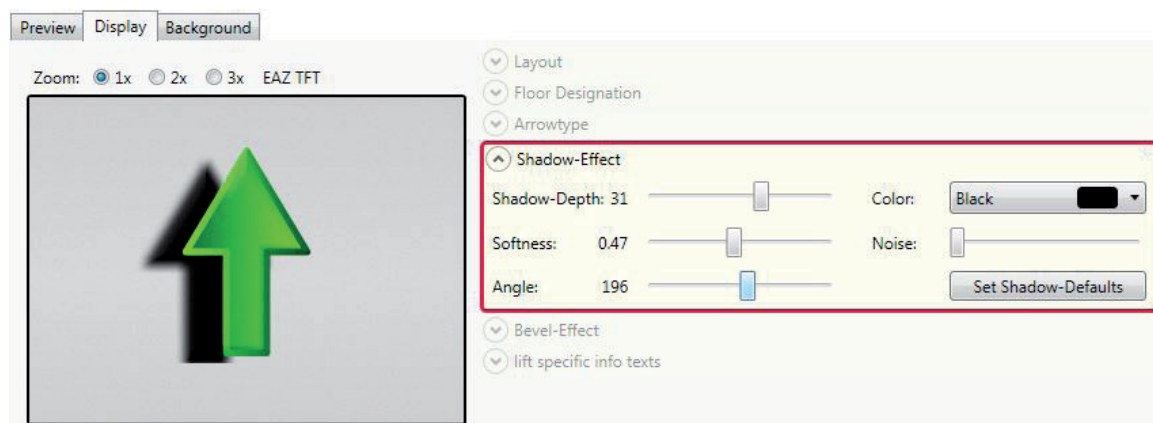 Preview Display Background
Zoom: 1x 2x 3x EAZ TFT
Layout
Floor Designation
Arrowtype
Shadow-Effect
Shadow-Depth: 31 Color: Black
Softness: 0.47 Noise:
Angle: 196 Set Shadow-Defaults
Bevel-Effect
lift specific info texts